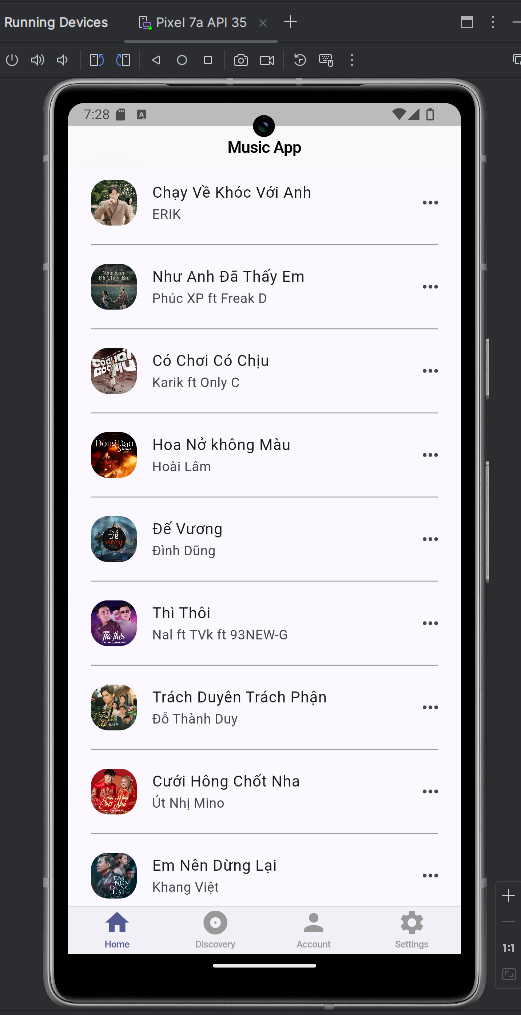 Running Devices
Pixel 7a API 35
7:28
A
Music App
Chạy Về Khóc Với Anh
ERIK
Như Anh Đã Thấy Em
Phúc XP ft Freak D
Có Chơi Có Chịu
Karik ft Only C
Hoa Nở không Màu
Hoài Lâm
Đế Vương
Đình Dũng
Thì Thôi
Nal ft TVk ft 93NEW-G
Trách Duyên Trách Phận
Đỗ Thành Duy
Cưới Hông Chốt Nha
Út Nhị Mino
Em Nên Dừng Lại
Khang Việt
Home
Discovery
Account
Settings
1:1